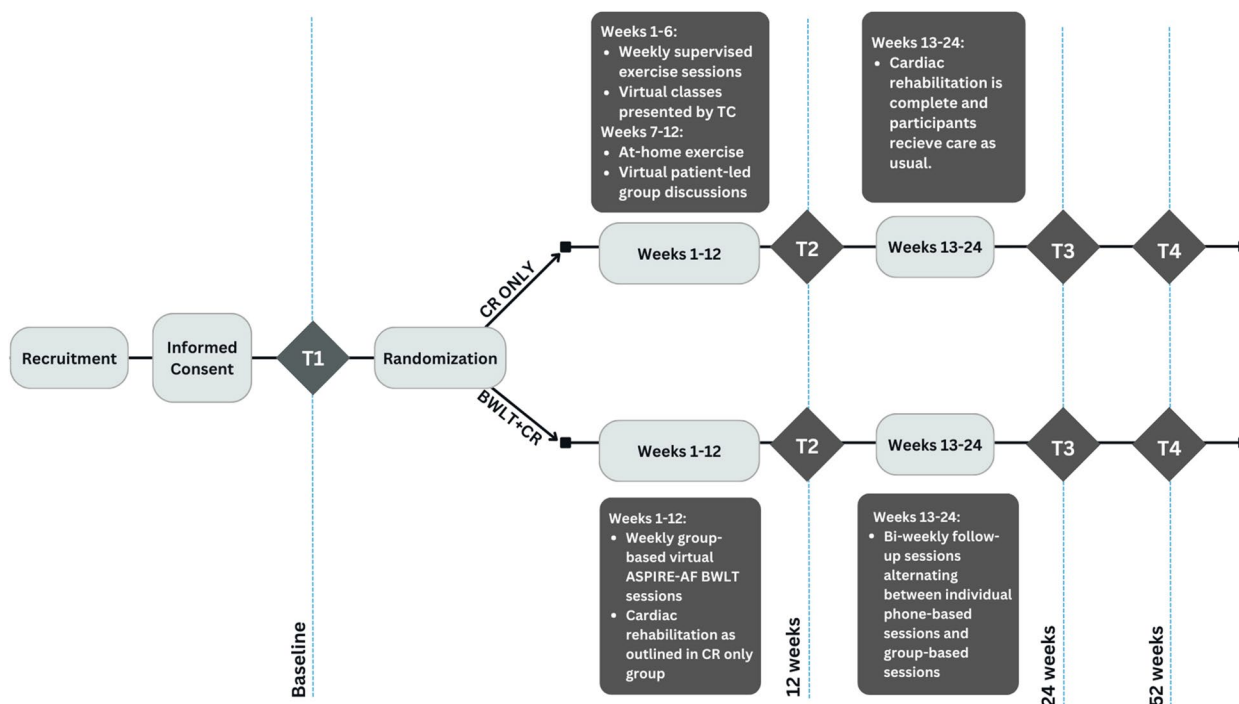 Weeks 1-6:
• Weekly supervised
exercise sessions
• Virtual classes
presented by TC
Weeks 7-12:
• At-home exercise
• Virtual patient-led
group discussions
Weeks 13-24:
• Cardiac
rehabilitation is
complete and
participants
recieve care as
usual.
CR ONLY
Weeks 1-12
T2
Weeks 13-24
T3
T4
Recruitment
Informed
Consent
T1
Randomization
BWLT+CR
Weeks 1-12
T2
Weeks 13-24
T3
T4
Weeks 1-12:
• Weekly group-
based virtual
ASPIRE-AF BWLT
sessions
• Cardiac
rehabilitation as
outlined in CR only
group
Weeks 13-24:
• Bi-weekly follow-
up sessions
alternating
between individual
phone-based
sessions and
group-based
sessions
Baseline
12 weeks
24 weeks
52 weeks